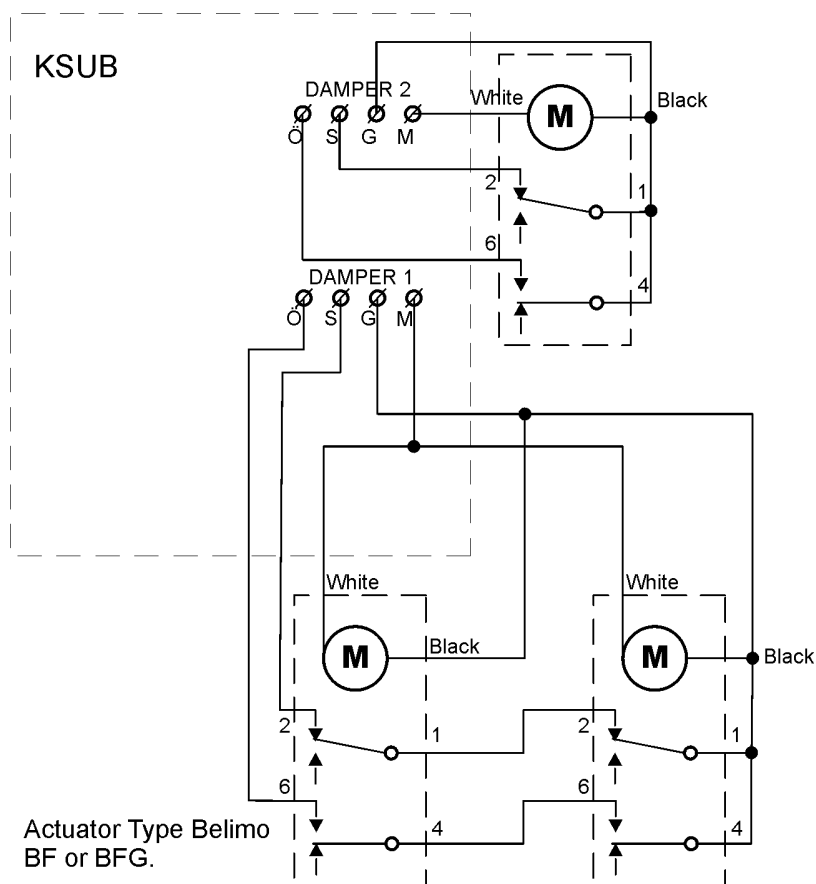 KSUB
DAMPER 2
Ö S G M
White
M
Black
2
1
6
4
DAMPER 1
Ö S G M
White
White
M
Black
M
Black
2
1
2
1
6
4
6
4
Actuator Type Belimo
BF or BFG.